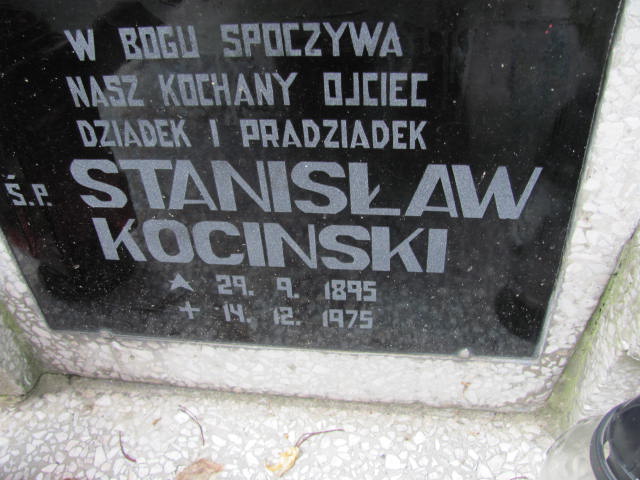 W BOGU SPOCZYWA
NASZ KOCHANY OJCIEC
DZIADEK I PRADZIADEK
Ś.P. STANISŁAW
KOCINSKI
★ 29. 9. 1895
+ 14. 12. 1975